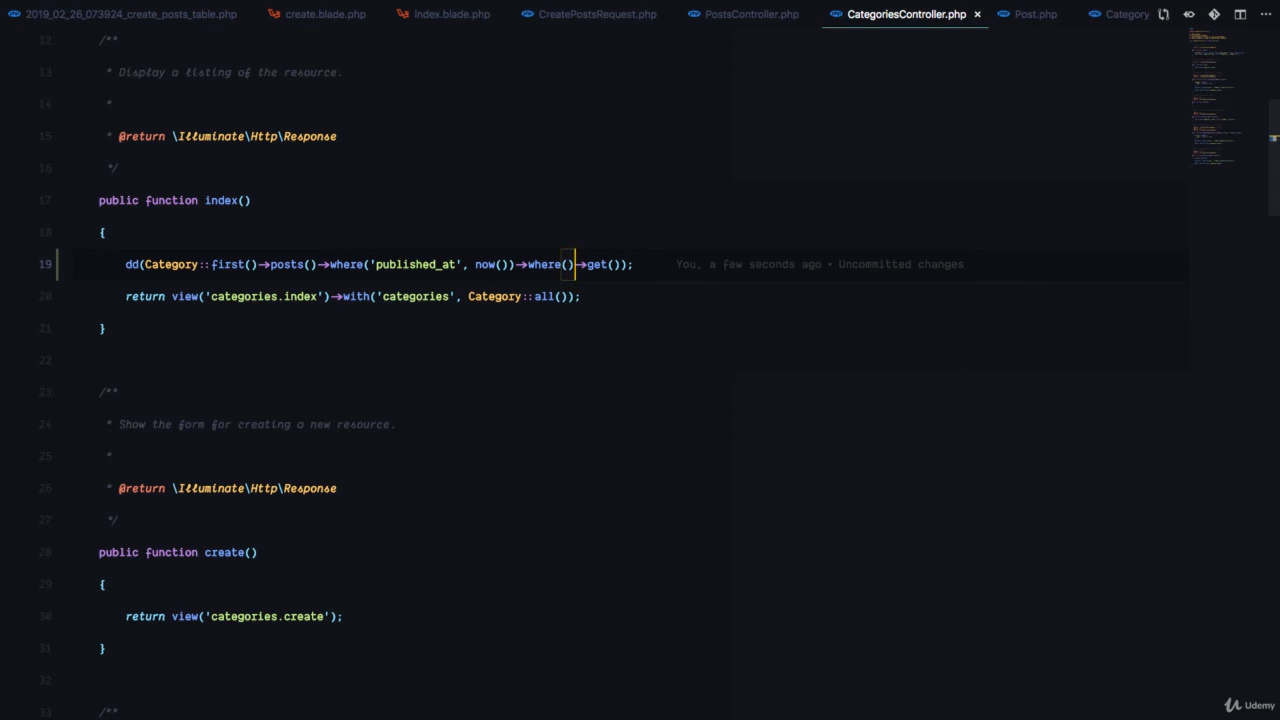 2019_02_26_073924_create_posts_table.php create.blade.php index.blade.php CreatePostsRequest.php PostsController.php CategoriesController.php × Post.php Category
12 /**
13 * Display a listing of the resource.
14 *
15 * @return \Illuminate\Http\Response
16 */
17 public function index()
18 {
19 dd(Category::first()->posts()->where('published_at', now())->where()->get()); You, a few seconds ago • Uncommitted changes
20 return view('categories.index')->with('categories', Category::all());
21 }
22
23 /**
24 * Show the form for creating a new resource.
25 *
26 * @return \Illuminate\Http\Response
27 */
28 public function create()
29 {
30 return view('categories.create');
31 }
32
33 /**
Udemy